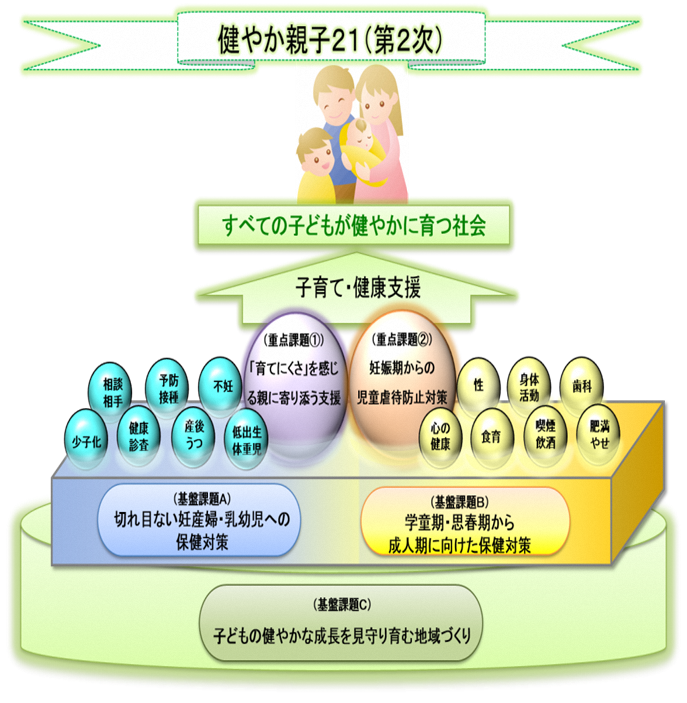 健やか親子21(第2次)
すべての子どもが健やかに育つ社会
子育て・健康支援
(重点課題①)
「育てにくさ」を感じ
る親に寄り添う支援
(重点課題②)
妊娠期からの
児童虐待防止対策
相談
相手
予防
接種
不妊
少子化
健康
診査
産後
うつ
低出生
体重児
性
身体
活動
歯科
心の
健康
食育
喫煙
飲酒
肥満
やせ
(基盤課題A)
切れ目ない妊産婦・乳幼児への
保健対策
(基盤課題B)
学童期・思春期から
成人期に向けた保健対策
(基盤課題C)
子どもの健やかな成長を見守り育む地域づくり